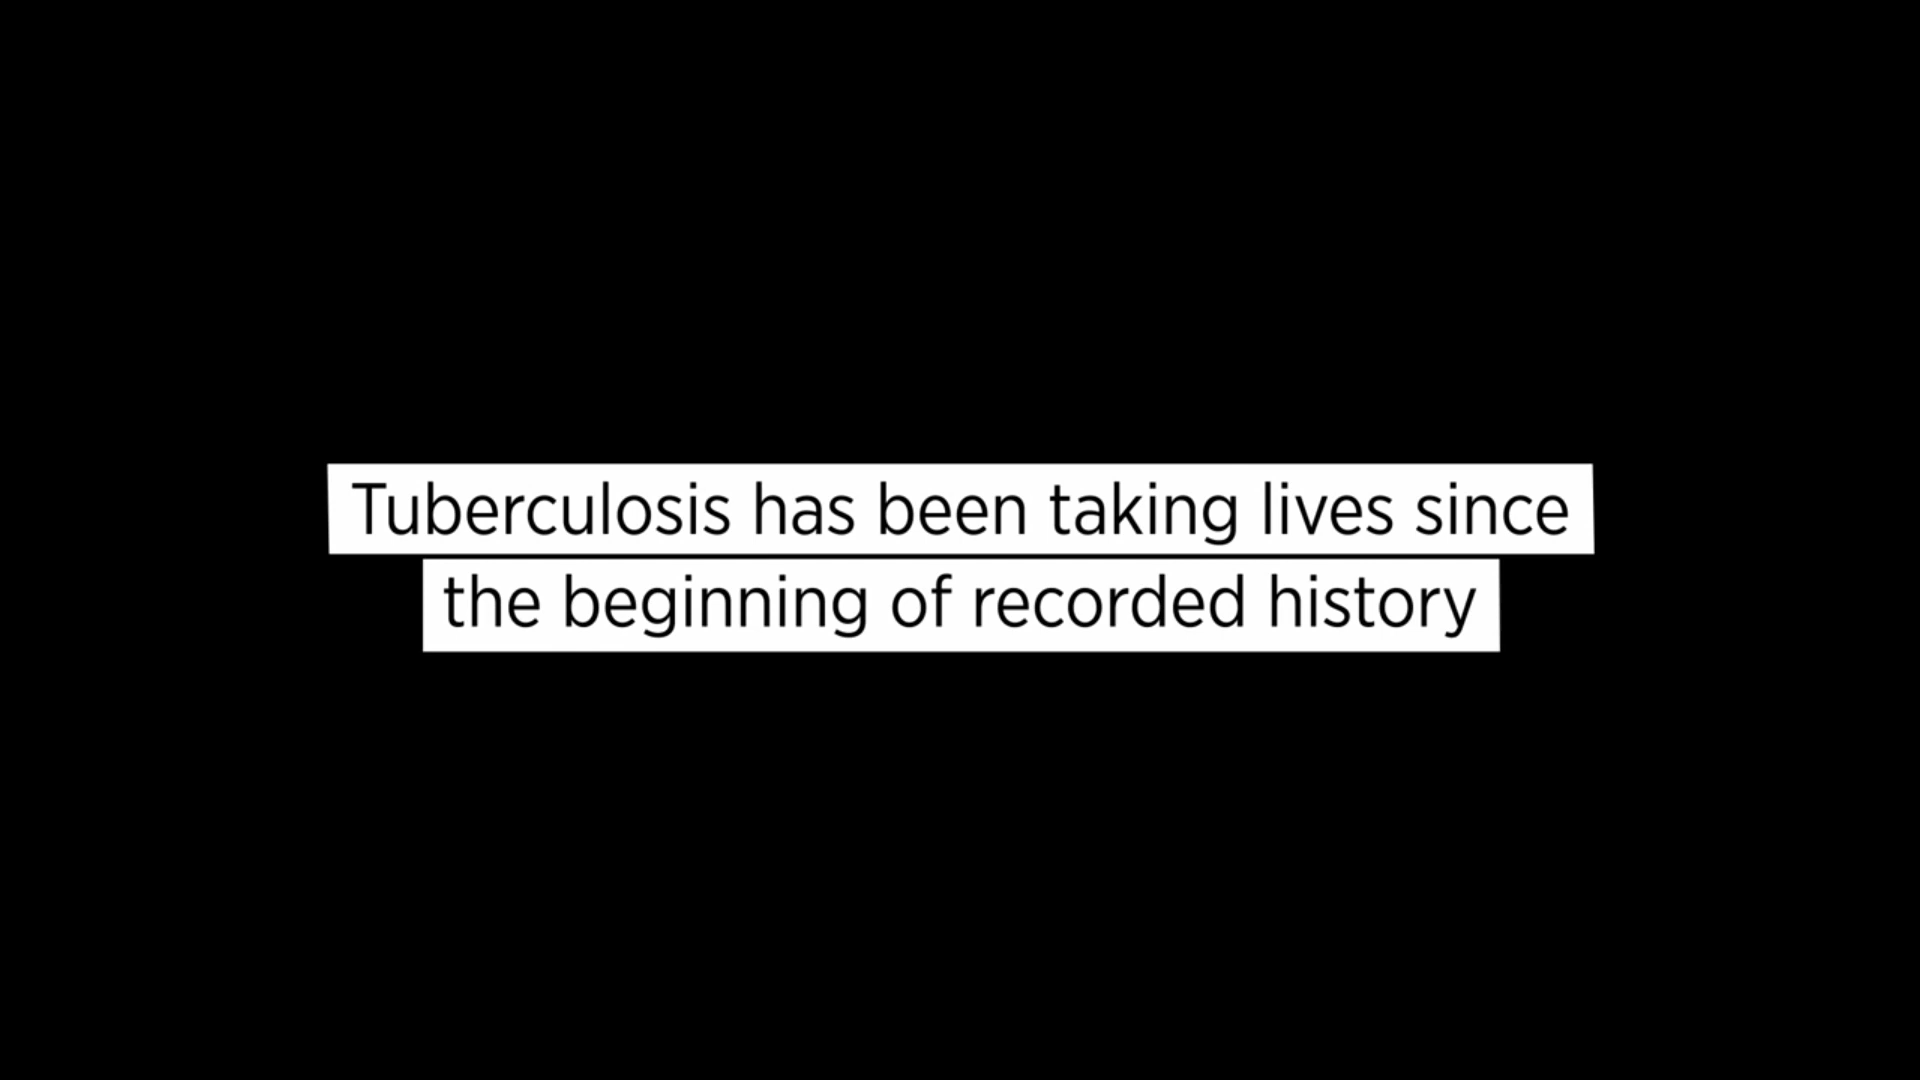 Tuberculosis has been taking lives since
the beginning of recorded history